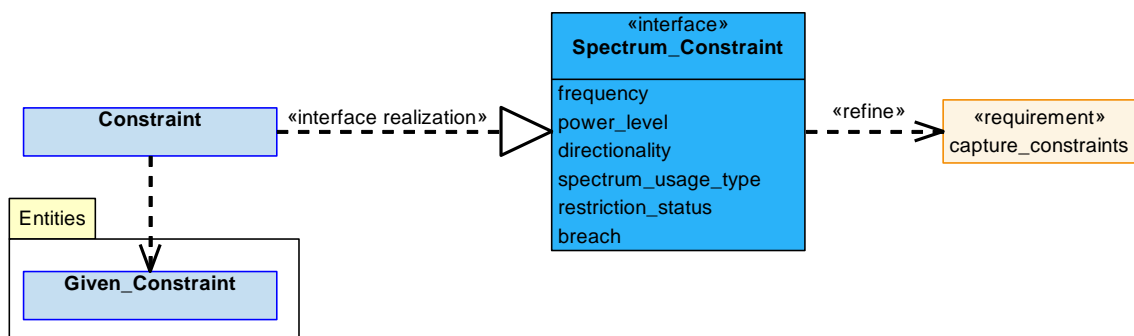 «interface»
Spectrum_Constraint
frequency
power_level
directionality
spectrum_usage_type
restriction_status
breach
Constraint
«interface realization»
«refine»
«requirement»
capture_constraints
Entities
Given_Constraint